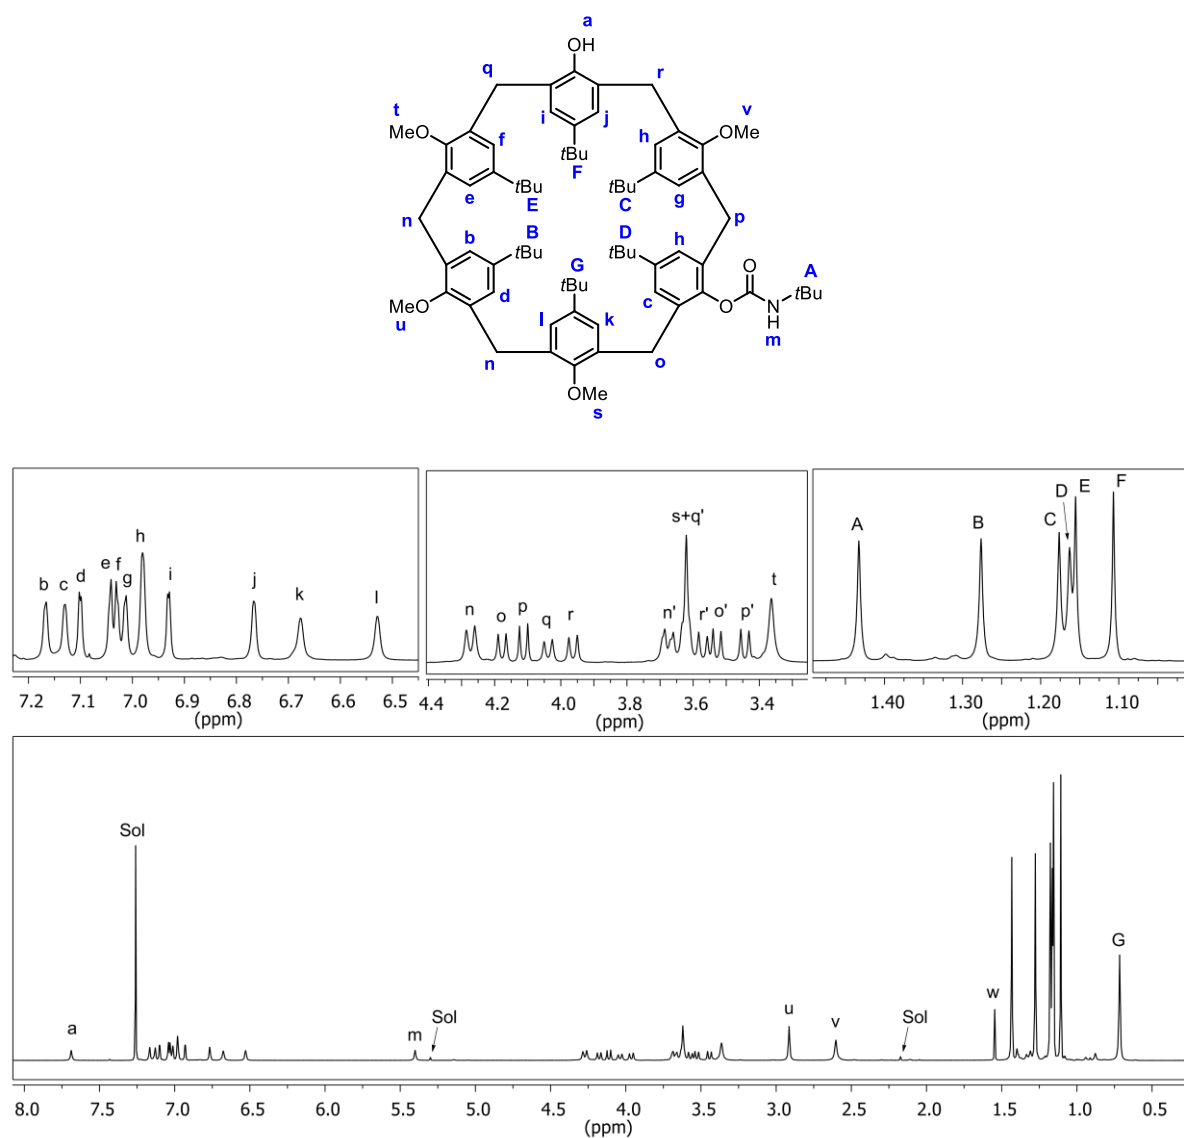 a
OH
q
r
t
MeO
v
OMe
i
j
f
h
tBu
F
e
tBu
E
tBu
C
g
n
p
B
D
b
tBu
tBu
h
G
tBu
O
A
tBu
MeO
u
d
l
k
c
O
N
H
m
n
o
OMe
s
b
c
d
e
f
g
h
i
j
k
l
7.2 7.1 7.0 6.9 6.8 6.7 6.6 6.5
(ppm)
n
o
p
q
r
n'
s+q'
r'
o'
p'
t
4.4 4.2 4.0 3.8 3.6 3.4
(ppm)
A
B
C
D
E
F
1.40 1.30 1.20 1.10
(ppm)
Sol
a
m
Sol
u
v
Sol
w
G
8.0 7.5 7.0 6.5 6.0 5.5 5.0 4.5 4.0 3.5 3.0 2.5 2.0 1.5 1.0 0.5
(ppm)